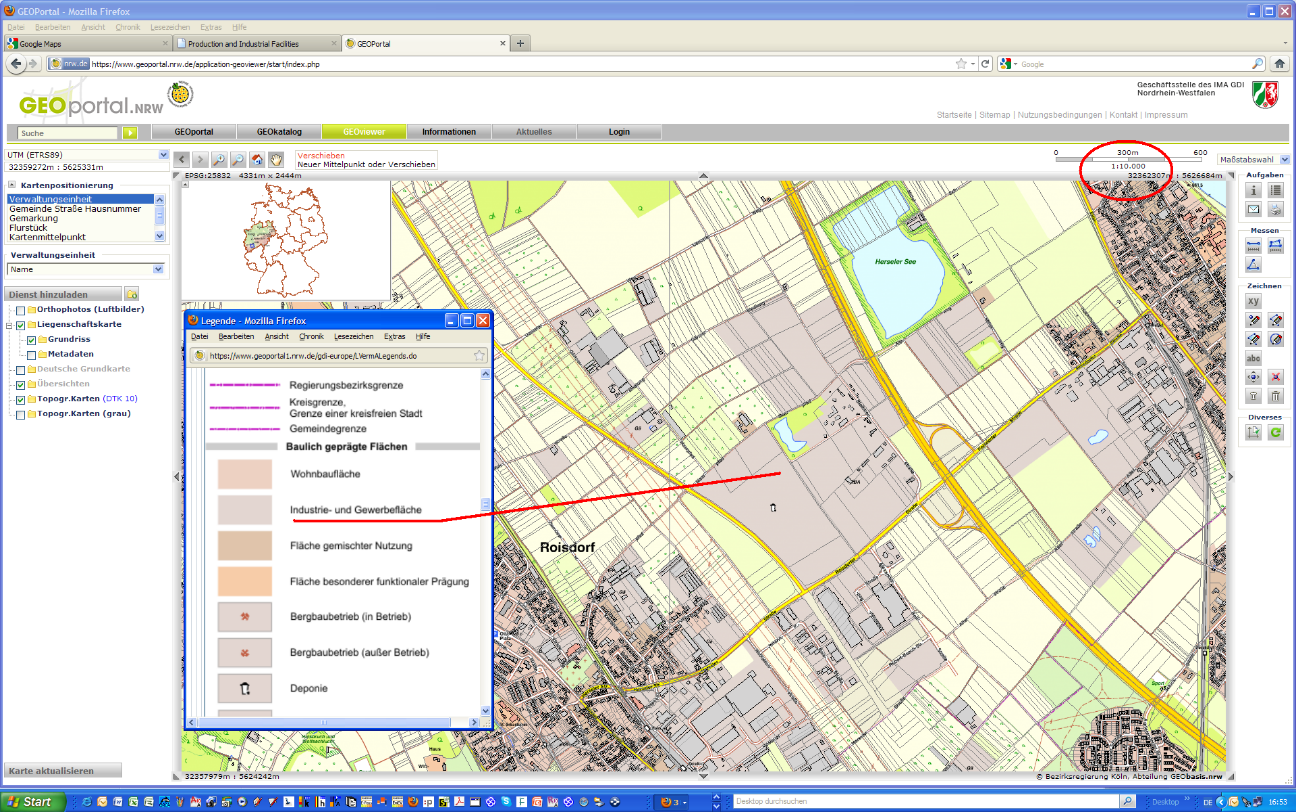 GEOPortal - Mozilla Firefox
Datei Bearbeiten Ansicht Chronik Lesezeichen Extras Hilfe
Google Maps
Production and Industrial Facilities
GEOPortal
nrw.de
https://www.geoportal.nrw.de/application-geoviewer/start/index.php
Google
GEOportal.NRW
Geschäftsstelle des IMA GDI
Nordrhein-Westfalen
Startseite | Sitemap | Nutzungsbedingungen | Kontakt | Impressum
Suche
GEOportal
GEOkatalog
GEOviewer
Informationen
Aktuelles
Login
UTM (ETRS89)
32359272m : 5625331m
Verschieben
Neuer Mittelpunkt oder Verschieben
0 300m 600
1:10.000
Maßstabswahl
EPSG:25832 4331m x 2444m
32362307m : 5626684m
Kartenpositionierung
Verwaltungseinheit
Gemeinde Straße Hausnummer
Gemarkung
Flurstück
Kartenmittelpunkt
Verwaltungseinheit
Name
Dienst hinzuladen
Orthophotos (Luftbilder)
Liegenschaftskarte
Grundriss
Metadaten
Deutsche Grundkarte
Übersichten
Topogr.Karten (DTK 10)
Topogr.Karten (grau)
Karte aktualisieren
Aufgaben
Messen
Zeichnen
xy
abc
Diverses
Herseler See
Roisdorf
Legende - Mozilla Firefox
Datei Bearbeiten Ansicht Chronik Lesezeichen Extras Hilfe
https://www.geoportal1.nrw.de/gdi-europe/LVermALegends.do
Regierungsbezirksgrenze
Kreisgrenze,
Grenze einer kreisfreien Stadt
Gemeindegrenze
Baulich geprägte Flächen
Wohnbaufläche
Industrie- und Gewerbefläche
Fläche gemischter Nutzung
Fläche besonderer funktionaler Prägung
Bergbaubetrieb (in Betrieb)
Bergbaubetrieb (außer Betrieb)
Deponie
32357979m : 5624242m
© Bezirksregierung Köln, Abteilung GEObasis.nrw
Start
3
Desktop durchsuchen
Desktop
DE
16:53